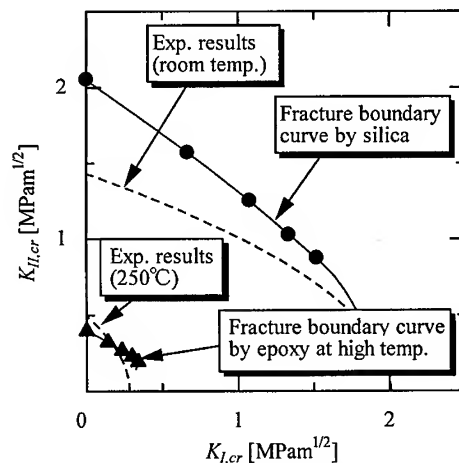 Exp. results
(room temp.)
Fracture boundary
curve by silica
Exp. results
(250℃)
Fracture boundary curve
by epoxy at high temp.
K_{II,cr} [MPam^{1/2}]
2
1
0
1
2
K_{I,cr} [MPam^{1/2}]